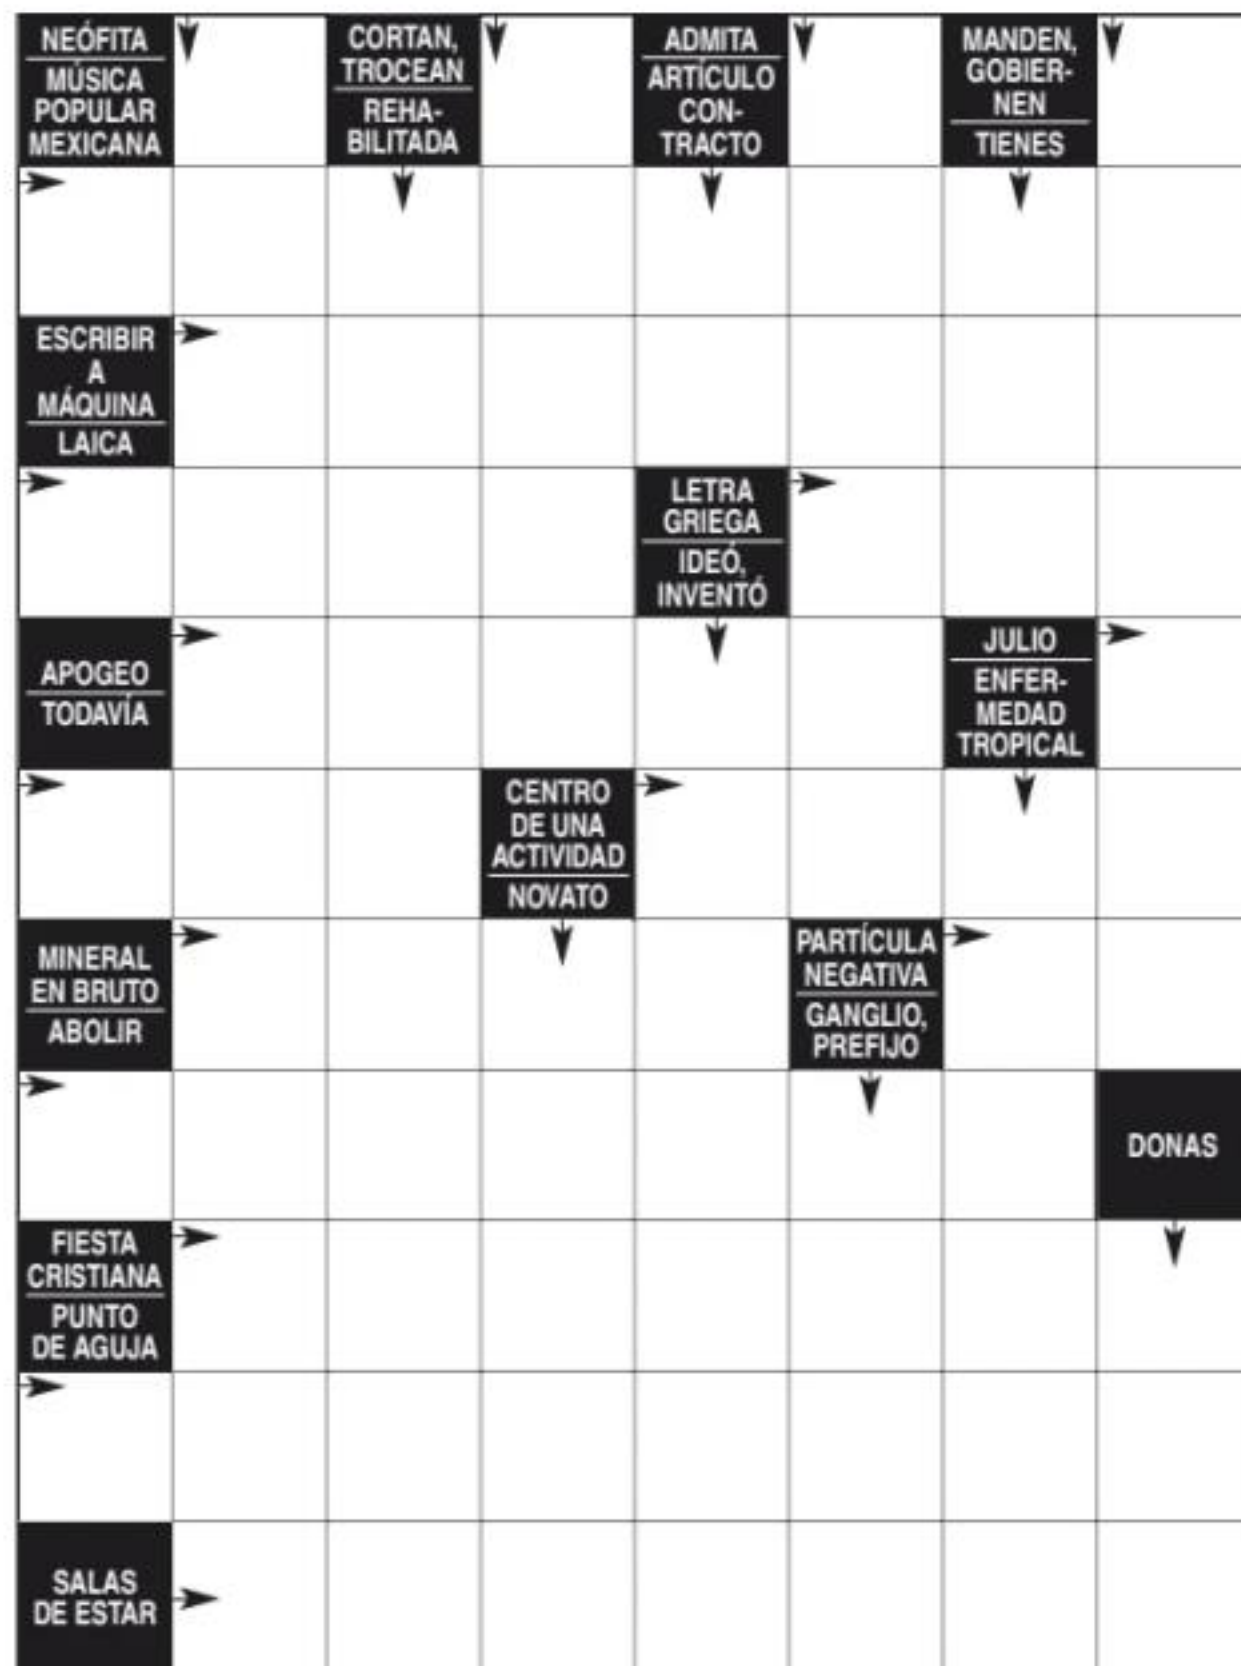 NEÓFITA
MÚSICA
POPULAR
MEXICANA
CORTAN,
TROCEAN
REHA-
BILITADA
ADMITA
ARTÍCULO
CON-
TRACTO
MANDEN,
GOBIER-
NEN
TIENES
ESCRIBIR
A
MÁQUINA
LAICA
LETRA
GRIEGA
IDEÓ,
INVENTÓ
APOGEO
TODAVÍA
JULIO
ENFER-
MEDAD
TROPICAL
CENTRO
DE UNA
ACTIVIDAD
NOVATO
MINERAL
EN BRUTO
ABOLIR
PARTÍCULA
NEGATIVA
GANGLIO,
PREFIJO
DONAS
FIESTA
CRISTIANA
PUNTO
DE AGUJA
SALAS
DE ESTAR